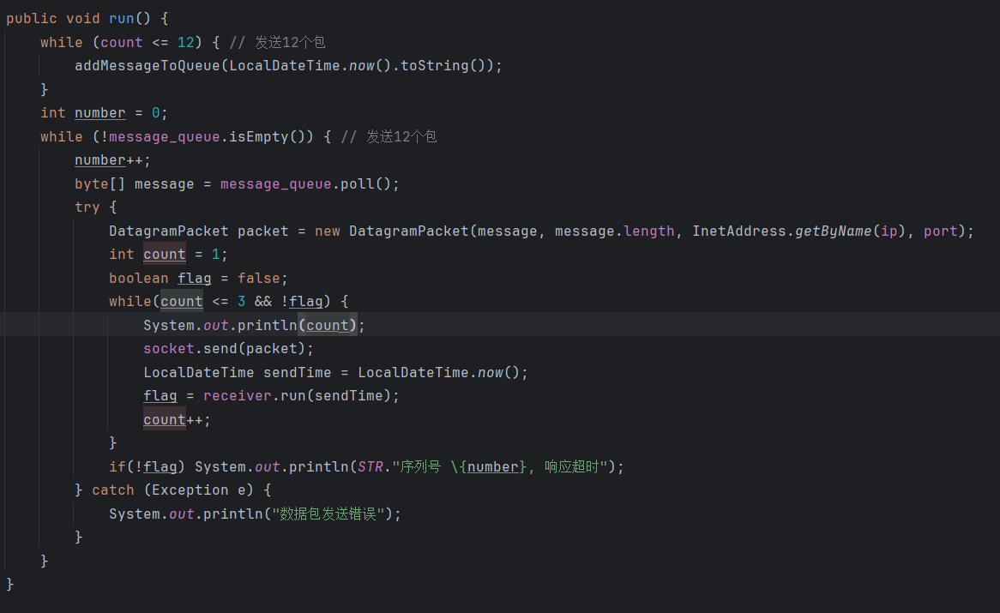 public void run() {
    while (count <= 12) { // 发送12个包
        addMessageToQueue(LocalDateTime.now().toString());
    }
    int number = 0;
    while (!message_queue.isEmpty()) { // 发送12个包
        number++;
        byte[] message = message_queue.poll();
        try {
            DatagramPacket packet = new DatagramPacket(message, message.length, InetAddress.getByName(ip), port);
            int count = 1;
            boolean flag = false;
            while(count <= 3 && !flag) {
                System.out.println(count);
                socket.send(packet);
                LocalDateTime sendTime = LocalDateTime.now();
                flag = receiver.run(sendTime);
                count++;
            }
            if(!flag) System.out.println(STR."序列号 \{number}, 响应超时");
        } catch (Exception e) {
            System.out.println("数据包发送错误");
        }
    }
}